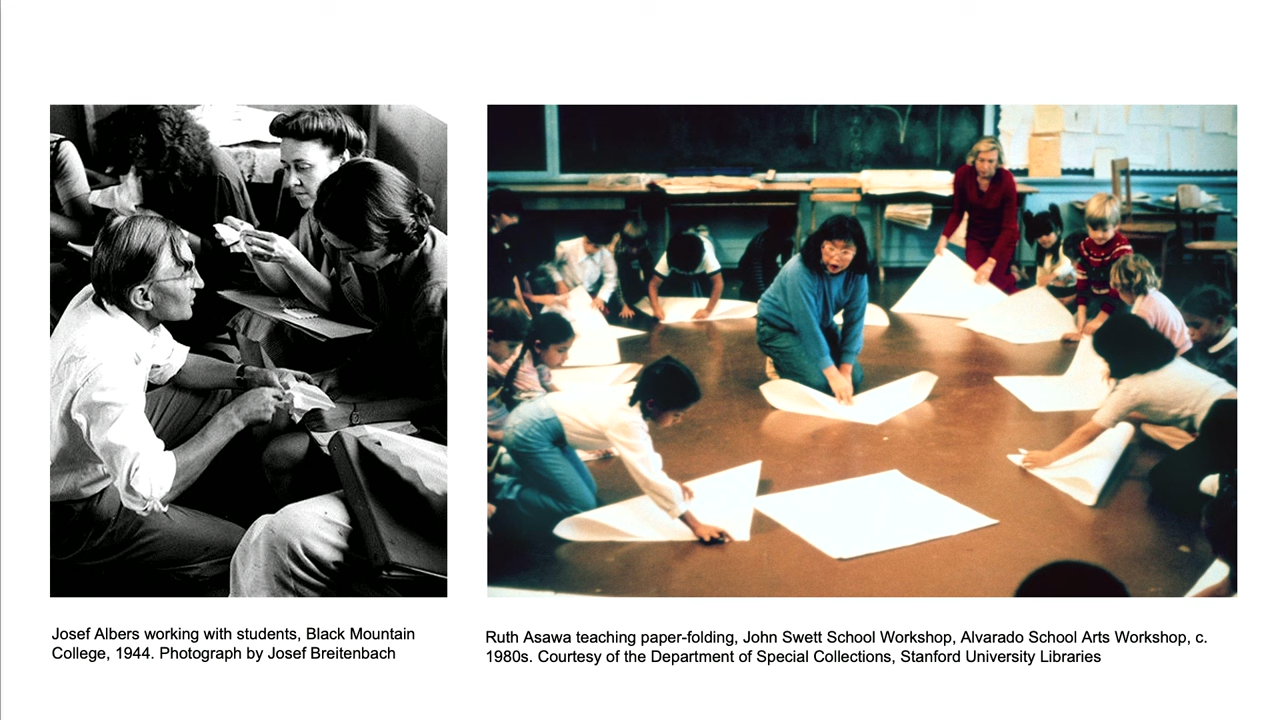 Josef Albers working with students, Black Mountain
College, 1944. Photograph by Josef Breitenbach
Ruth Asawa teaching paper-folding, John Swett School Workshop, Alvarado School Arts Workshop, c.
1980s. Courtesy of the Department of Special Collections, Stanford University Libraries